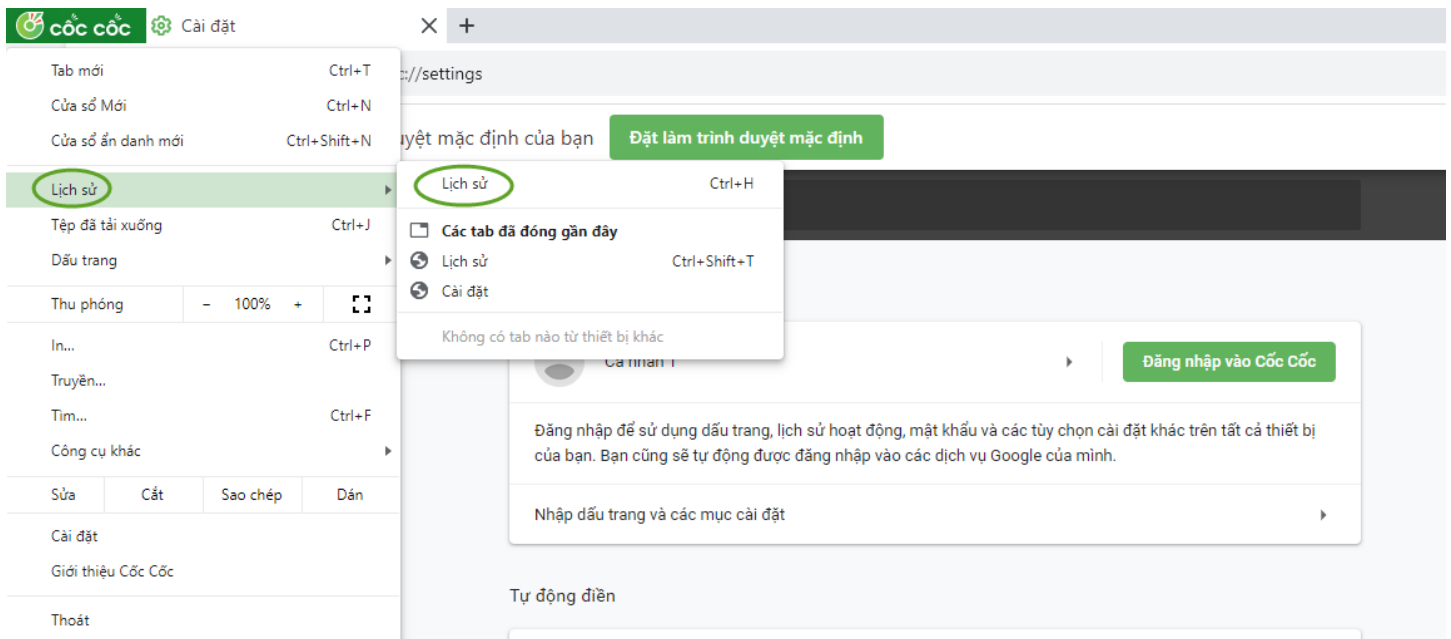 cốc cốc Cài đặt
Tab mới Ctrl+T
://settings
Cửa sổ Mới Ctrl+N
Cửa sổ ẩn danh mới Ctrl+Shift+N
mặc định của bạn Đặt làm trình duyệt mặc định
Lịch sử
Lịch sử Ctrl+H
Tệp đã tải xuống Ctrl+J
Các tab đã đóng gần đây
Dấu trang
Lịch sử Ctrl+Shift+T
Cài đặt
Thu phóng - 100% +
Không có tab nào từ thiết bị khác
In... Ctrl+P
Cá nhân 1
Đăng nhập vào Cốc Cốc
Truyền...
Tìm... Ctrl+F
Đăng nhập để sử dụng dấu trang, lịch sử hoạt động, mật khẩu và các tùy chọn cài đặt khác trên tất cả thiết bị
của bạn. Bạn cũng sẽ tự động được đăng nhập vào các dịch vụ Google của mình.
Công cụ khác
Sửa Cắt Sao chép Dán
Nhập dấu trang và các mục cài đặt
Cài đặt
Giới thiệu Cốc Cốc
Tự động điền
Thoát